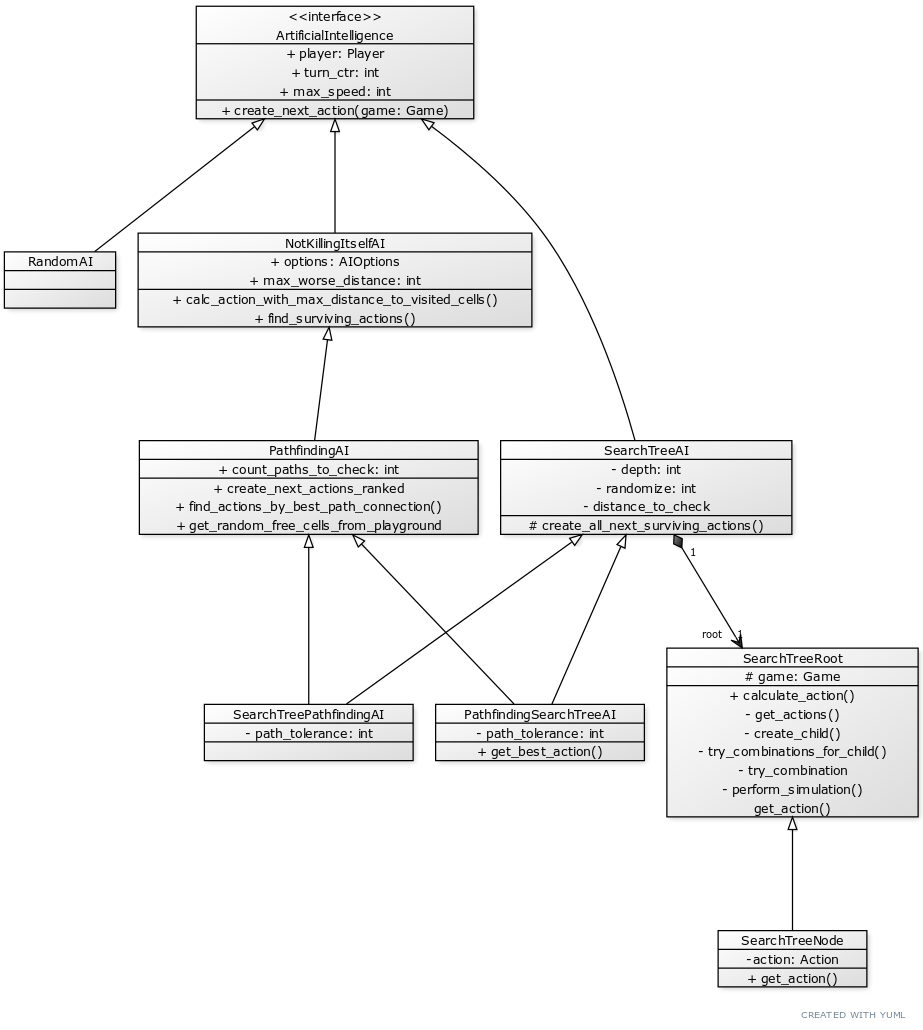 <<interface>>
ArtificialIntelligence
+ player: Player
+ turn_ctr: int
+ max_speed: int
+ create_next_action(game: Game)
RandomAI
NotKillingItselfAI
+ options: AIOptions
+ max_worse_distance: int
+ calc_action_with_max_distance_to_visited_cells()
+ find_surviving_actions()
PathfindingAI
+ count_paths_to_check: int
+ create_next_actions_ranked
+ find_actions_by_best_path_connection()
+ get_random_free_cells_from_playground
SearchTreeAI
- depth: int
- randomize: int
- distance_to_check
# create_all_next_surviving_actions()
1
root 1
SearchTreePathfindingAI
- path_tolerance: int
PathfindingSearchTreeAI
- path_tolerance: int
+ get_best_action()
SearchTreeRoot
# game: Game
+ calculate_action()
- get_actions()
- create_child()
- try_combinations_for_child()
- try_combination
- perform_simulation()
get_action()
SearchTreeNode
-action: Action
+ get_action()
CREATED WITH YUML